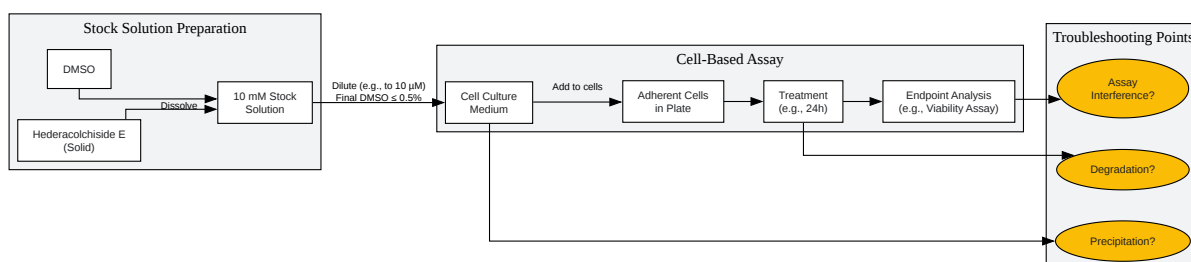 Stock Solution Preparation
DMSO
Dissolve
Hederacolchiside E
(Solid)
10 mM Stock
Solution
Dilute (e.g., to 10 µM)
Final DMSO ≤ 0.5%
Cell-Based Assay
Cell Culture
Medium
Add to cells
Adherent Cells
in Plate
Treatment
(e.g., 24h)
Endpoint Analysis
(e.g., Viability Assay)
Troubleshooting Points
Assay
Interference?
Degradation?
Precipitation?